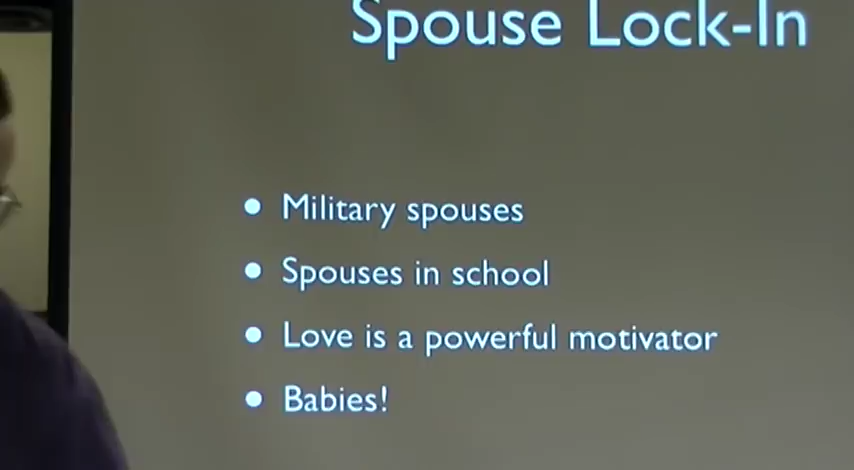 Spouse Lock-In
• Military spouses
• Spouses in school
• Love is a powerful motivator
• Babies!